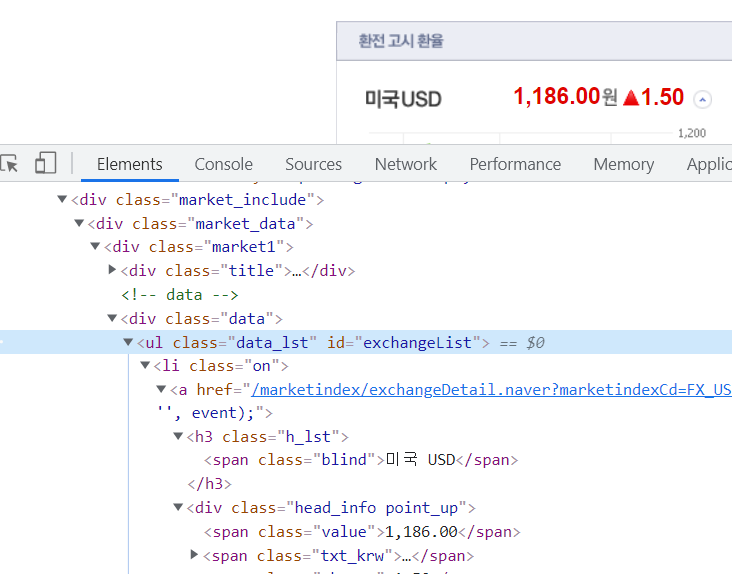 환전 고시 환율
미국USD 1,186.00원 ▲1.50
1,200
Elements Console Sources Network Performance Memory Applic
▼<div class="market_include">
▼<div class="market_data">
▼<div class="market1">
▶<div class="title">…</div>
<!-- data -->
▼<div class="data">
▼<ul class="data_lst" id="exchangeList"> == $0
▼<li class="on">
▼<a href="/marketindex/exchangeDetail.naver?marketindexCd=FX_US
'', event);">
▼<h3 class="h_lst">
<span class="blind">미국 USD</span>
</h3>
▼<div class="head_info point_up">
<span class="value">1,186.00</span>
▶<span class="txt_krw">…</span>